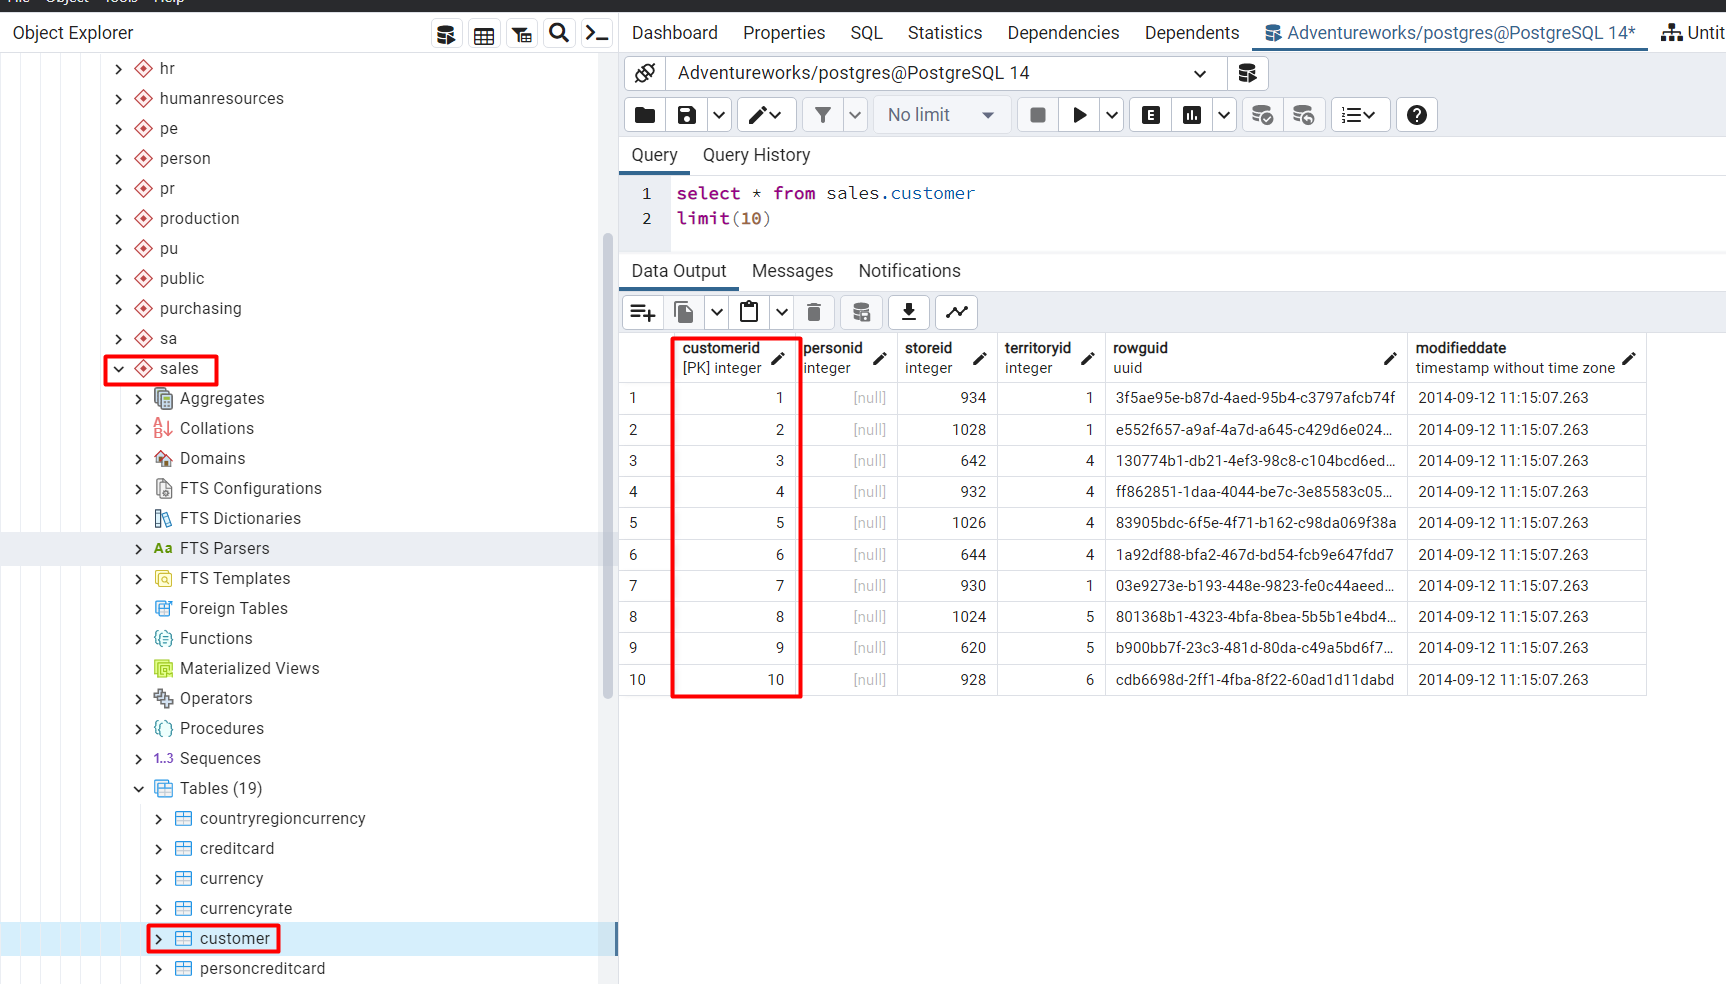 File Object Tools Help
Object Explorer
hr
humanresources
pe
person
pr
production
pu
public
purchasing
sa
sales
Aggregates
Collations
Domains
FTS Configurations
FTS Dictionaries
Aa FTS Parsers
FTS Templates
Foreign Tables
Functions
Materialized Views
Operators
Procedures
1..3 Sequences
Tables (19)
countryregioncurrency
creditcard
currency
currencyrate
customer
personcreditcard
Dashboard Properties SQL Statistics Dependencies Dependents Adventureworks/postgres@PostgreSQL 14* Untit
Adventureworks/postgres@PostgreSQL 14
No limit E
Query Query History
1 select * from sales.customer
2 limit(10)
Data Output Messages Notifications
customerid personid storeid territoryid rowguid modifieddate
[PK] integer integer integer integer uuid timestamp without time zone
1 1 [null] 934 1 3f5ae95e-b87d-4aed-95b4-c3797afcb74f 2014-09-12 11:15:07.263
2 2 [null] 1028 1 e552f657-a9af-4a7d-a645-c429d6e024... 2014-09-12 11:15:07.263
3 3 [null] 642 4 130774b1-db21-4ef3-98c8-c104bcd6ed... 2014-09-12 11:15:07.263
4 4 [null] 932 4 ff862851-1daa-4044-be7c-3e85583c05... 2014-09-12 11:15:07.263
5 5 [null] 1026 4 83905bdc-6f5e-4f71-b162-c98da069f38a 2014-09-12 11:15:07.263
6 6 [null] 644 4 1a92df88-bfa2-467d-bd54-fcb9e647fdd7 2014-09-12 11:15:07.263
7 7 [null] 930 1 03e9273e-b193-448e-9823-fe0c44aeed... 2014-09-12 11:15:07.263
8 8 [null] 1024 5 801368b1-4323-4bfa-8bea-5b5b1e4bd4... 2014-09-12 11:15:07.263
9 9 [null] 620 5 b900bb7f-23c3-481d-80da-c49a5bd6f7... 2014-09-12 11:15:07.263
10 10 [null] 928 6 cdb6698d-2ff1-4fba-8f22-60ad1d11dabd 2014-09-12 11:15:07.263